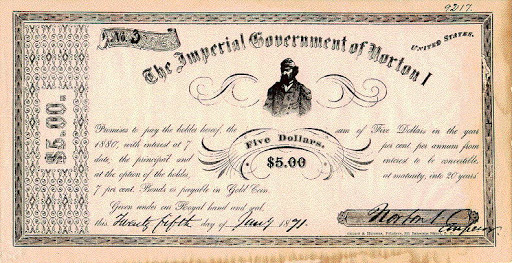 9217.
No. 3
The Imperial Government of Norton I
UNITED STATES.
$5.00.
Promises to pay the holder hereof, the sum of Five Dollars in the year
Five Dollars.
1880, with interest at 7 per cent per annum from
$5.00
date, the principal and interest to be convertible,
at the option of the holder, at maturity, into 20 years'
7 per cent. Bonds payable in Gold Coin.
Given under our Royal hand and seal
this Twenty fifth day of 1871.
Norton I
Emperor